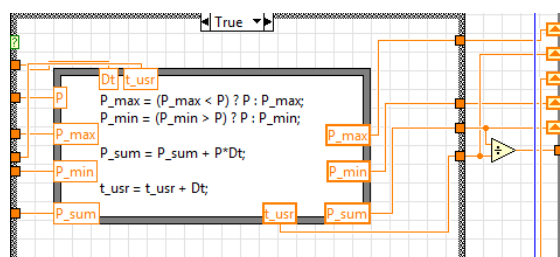 True
?
Dt t_usr
P
P_max = (P_max < P) ? P : P_max;
P_min = (P_min > P) ? P : P_min;
P_max
P_max
P_sum = P_sum + P*Dt;
÷
P_min
P_min
t_usr = t_usr + Dt;
P_sum
t_usr
P_sum